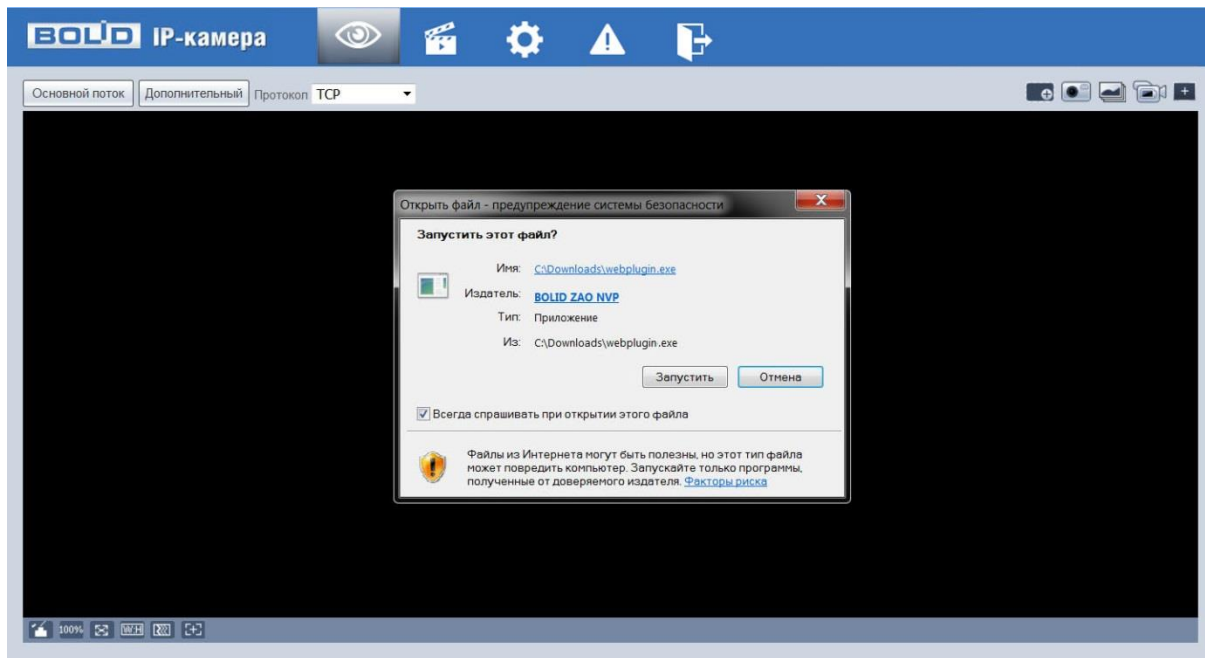 BOLID IP-камера
Основной поток Дополнительный Протокол TCP
Открыть файл - предупреждение системы безопасности
Запустить этот файл?
Имя: C:\Downloads\webplugin.exe
Издатель: BOLID ZAO NVP
Тип: Приложение
Из: C:\Downloads\webplugin.exe
Запустить Отмена
Всегда спрашивать при открытии этого файла
Файлы из Интернета могут быть полезны, но этот тип файла
может повредить компьютер. Запускайте только программы,
полученные от доверяемого издателя. Факторы риска
100% W:H